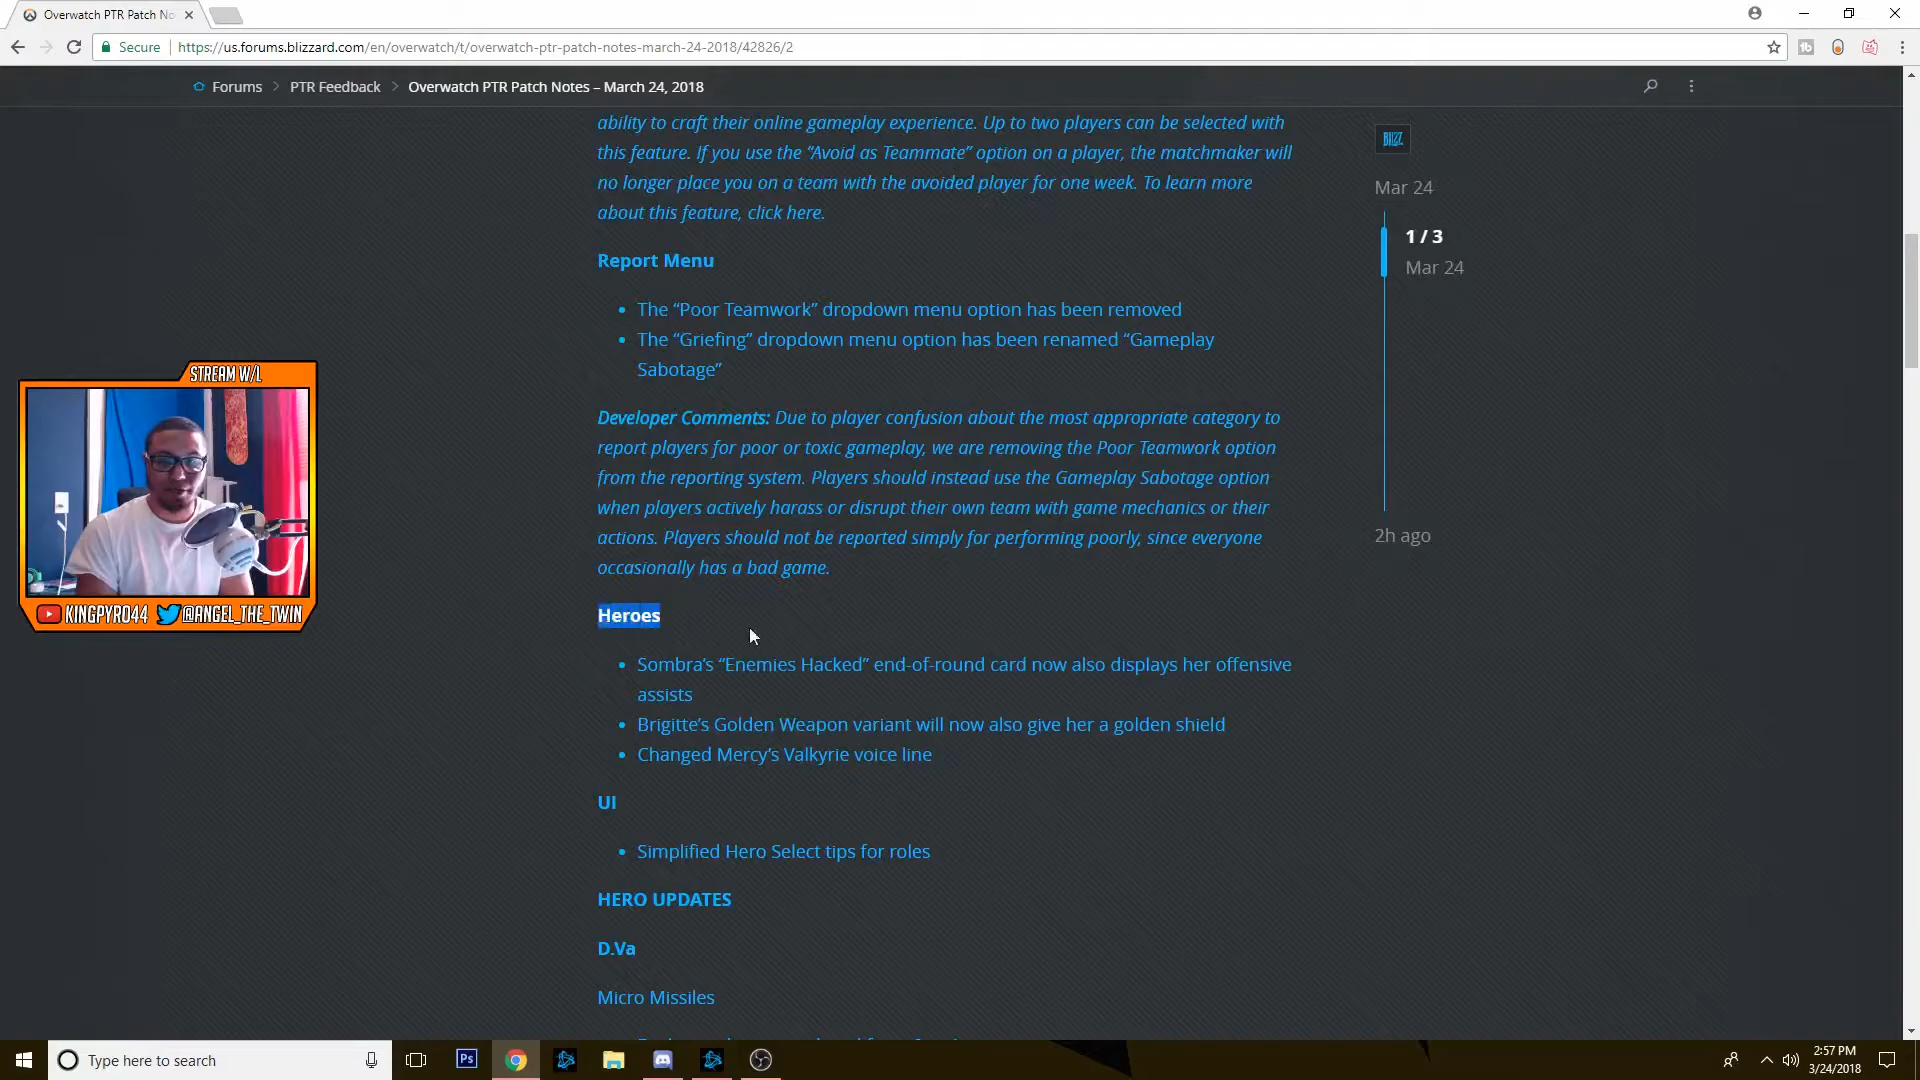 Overwatch PTR Patch No
Secure
https://us.forums.blizzard.com/en/overwatch/t/overwatch-ptr-patch-notes-march-24-2018/42826/2
Forums > PTR Feedback > Overwatch PTR Patch Notes – March 24, 2018
ability to craft their online gameplay experience. Up to two players can be selected with
this feature. If you use the “Avoid as Teammate” option on a player, the matchmaker will
no longer place you on a team with the avoided player for one week. To learn more
about this feature, click here.
BLIZZ
Mar 24
1 / 3
Mar 24
2h ago
Report Menu
• The “Poor Teamwork” dropdown menu option has been removed
• The “Griefing” dropdown menu option has been renamed “Gameplay
Sabotage”
Developer Comments: Due to player confusion about the most appropriate category to
report players for poor or toxic gameplay, we are removing the Poor Teamwork option
from the reporting system. Players should instead use the Gameplay Sabotage option
when players actively harass or disrupt their own team with game mechanics or their
actions. Players should not be reported simply for performing poorly, since everyone
occasionally has a bad game.
STREAM W/L
KINGPYRO44 @ANGEL_THE_TWIN
Heroes
• Sombra’s “Enemies Hacked” end-of-round card now also displays her offensive
assists
• Brigitte’s Golden Weapon variant will now also give her a golden shield
• Changed Mercy’s Valkyrie voice line
UI
• Simplified Hero Select tips for roles
HERO UPDATES
D.Va
Micro Missiles
Type here to search
Ps
2:57 PM
3/24/2018